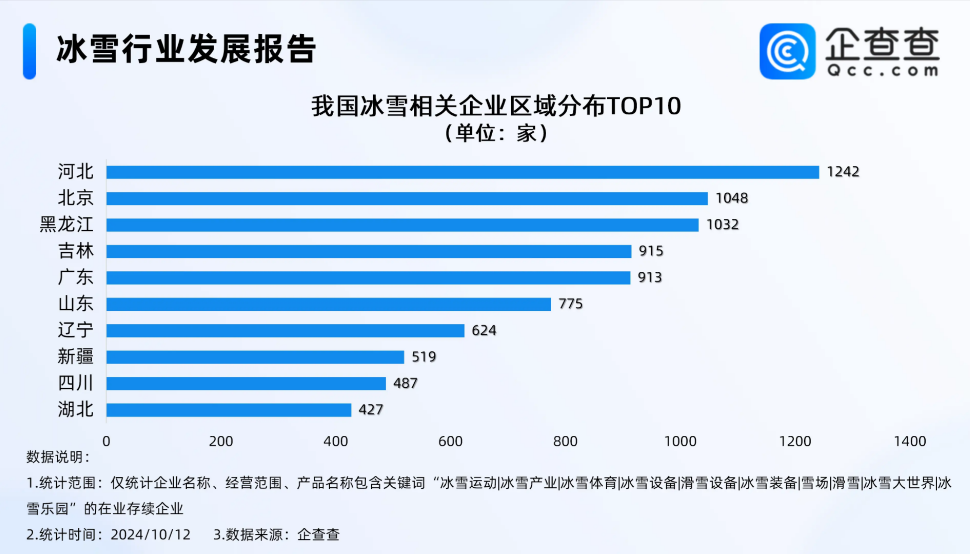 冰雪行业发展报告
企查查
Qcc.com
我国冰雪相关企业区域分布TOP10
（单位：家）
河北 1242
北京 1048
黑龙江 1032
吉林 915
广东 913
山东 775
辽宁 624
新疆 519
四川 487
湖北 427
0 200 400 600 800 1000 1200 1400
数据说明：
1.统计范围：仅统计企业名称、经营范围、产品名称包含关键词“冰雪运动|冰雪产业|冰雪体育|冰雪设备|滑雪设备|冰雪装备|雪场|滑雪|冰雪大世界|冰
雪乐园”的在业存续企业
2.统计时间：2024/10/12 3.数据来源：企查查